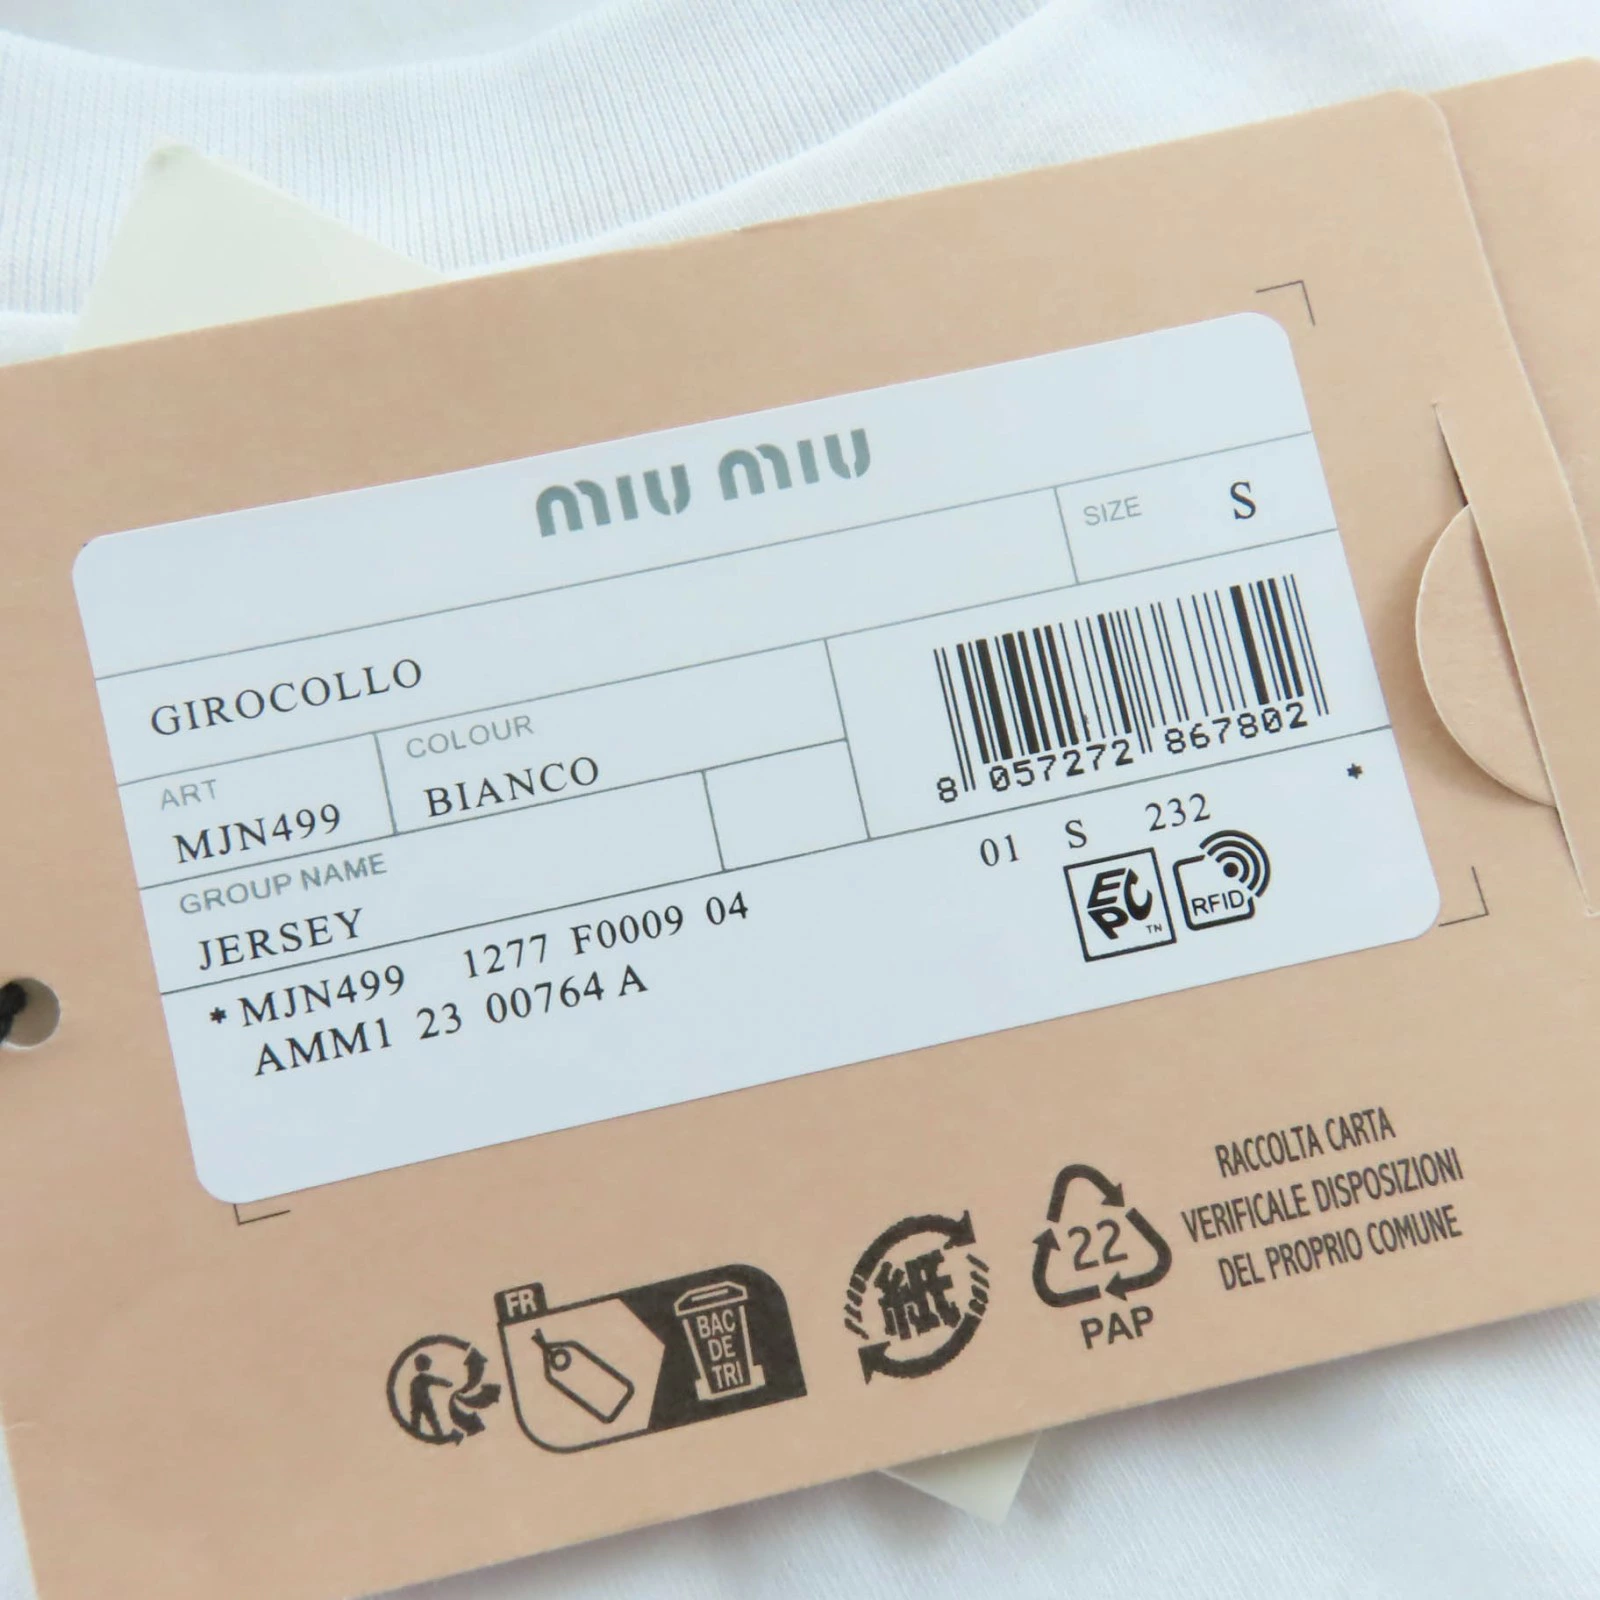 MIU MIU
SIZE S
GIROCOLLO
ART
MJN499
COLOUR
BIANCO
GROUP NAME
JERSEY
8 057272 867802
*
01 S 232
EPC TM
RFID
* MJN499 1277 F0009 04
AMM1 23 00764 A
FR
BAC
DE
TRI
紙
22
PAP
RACCOLTA CARTA
VERIFICALE DISPOSIZIONI
DEL PROPRIO COMUNE